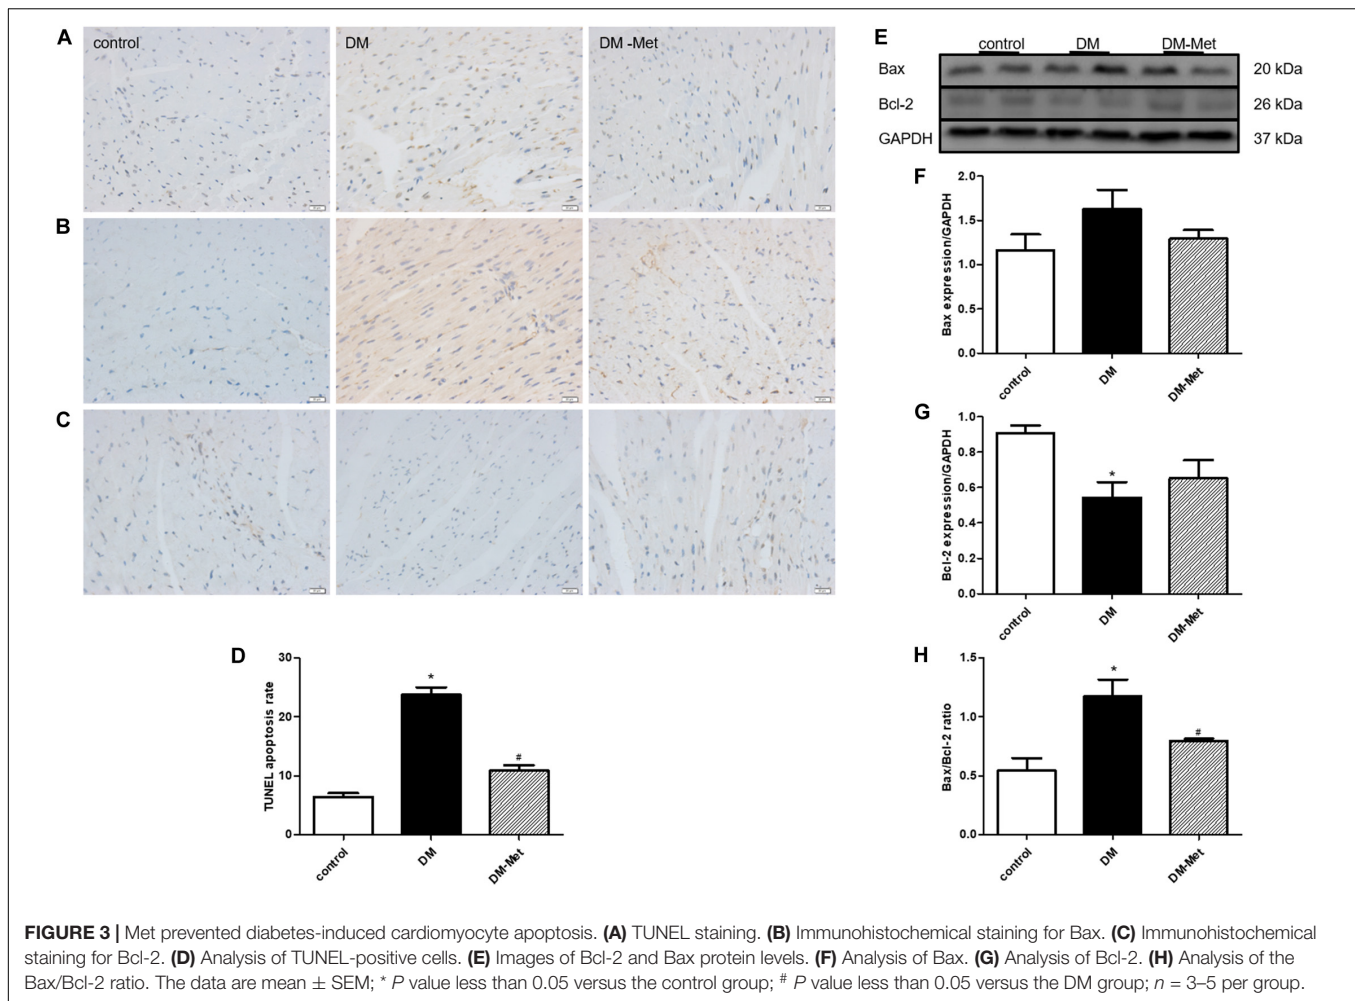 A
control
DM
DM -Met
B
C
E
control DM DM-Met
Bax 20 kDa
Bcl-2 26 kDa
GAPDH 37 kDa
F
Bax expression/GAPDH
2.0
1.5
1.0
0.5
0.0
control
DM
DM-Met
G
Bcl-2 expression/GAPDH
1.0
0.8
0.6
0.4
0.2
0.0
*
control
DM
DM-Met
D
TUNEL apoptosis rate
30
20
10
0
*
#
control
DM
DM-Met
H
Bax/Bcl-2 ratio
1.5
1.0
0.5
0.0
*
#
control
DM
DM-Met
FIGURE 3 | Met prevented diabetes-induced cardiomyocyte apoptosis. (A) TUNEL staining. (B) Immunohistochemical staining for Bax. (C) Immunohistochemical
staining for Bcl-2. (D) Analysis of TUNEL-positive cells. (E) Images of Bcl-2 and Bax protein levels. (F) Analysis of Bax. (G) Analysis of Bcl-2. (H) Analysis of the
Bax/Bcl-2 ratio. The data are mean ± SEM; * P value less than 0.05 versus the control group; # P value less than 0.05 versus the DM group; n = 3–5 per group.